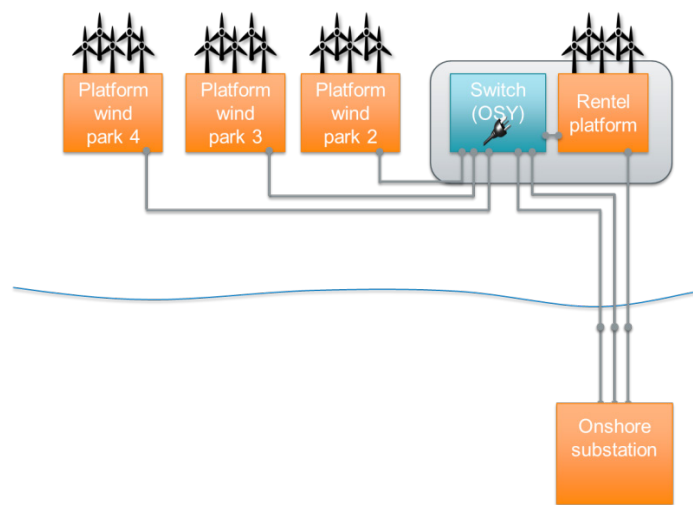 Platform
wind
park 4
Platform
wind
park 3
Platform
wind
park 2
Switch
(OSY)
Rentel
platform
Onshore
substation